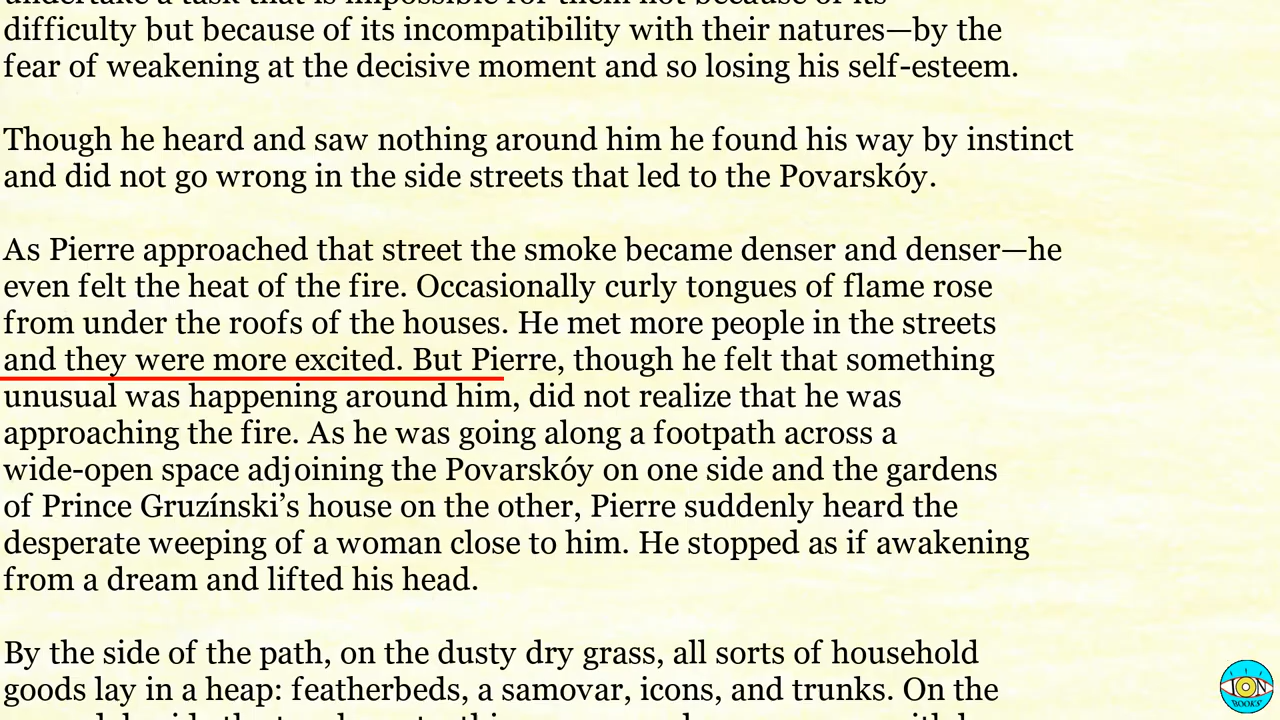 difficulty but because of its incompatibility with their natures—by the
fear of weakening at the decisive moment and so losing his self-esteem.
Though he heard and saw nothing around him he found his way by instinct
and did not go wrong in the side streets that led to the Povarskóy.
As Pierre approached that street the smoke became denser and denser—he
even felt the heat of the fire. Occasionally curly tongues of flame rose
from under the roofs of the houses. He met more people in the streets
and they were more excited. But Pierre, though he felt that something
unusual was happening around him, did not realize that he was
approaching the fire. As he was going along a footpath across a
wide-open space adjoining the Povarskóy on one side and the gardens
of Prince Gruzínski’s house on the other, Pierre suddenly heard the
desperate weeping of a woman close to him. He stopped as if awakening
from a dream and lifted his head.
By the side of the path, on the dusty dry grass, all sorts of household
goods lay in a heap: featherbeds, a samovar, icons, and trunks. On the
ION
BOOKS